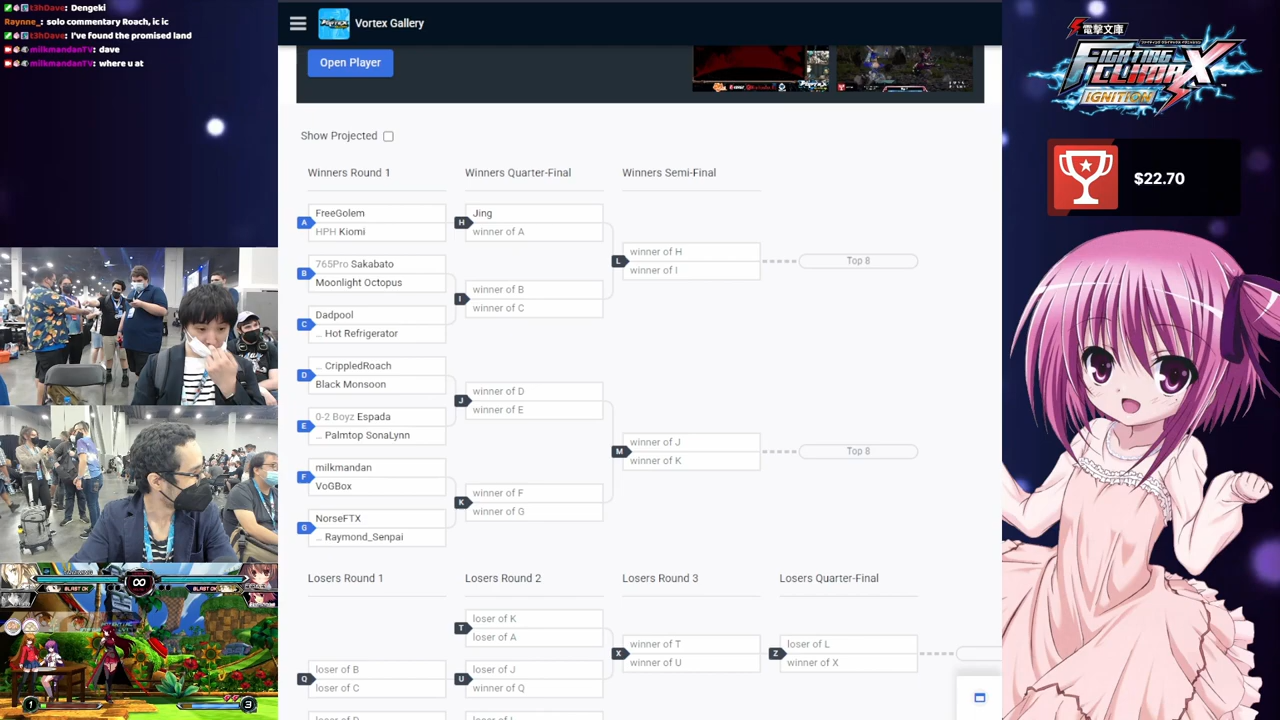 t3hDave: Dengeki
Raynne_: solo commentary Roach, ic ic
t3hDave: I've found the promised land
milkmandanTV: dave
milkmandanTV: where u at
Vortex Gallery
Open Player
Show Projected
Winners Round 1
Winners Quarter-Final
Winners Semi-Final
A
FreeGolem
HPH Kiomi
B
765Pro Sakabato
Moonlight Octopus
C
Dadpool
... Hot Refrigerator
D
... CrippledRoach
Black Monsoon
E
0-2 Boyz Espada
... Palmtop SonaLynn
F
milkmandan
VoGBox
G
NorseFTX
... Raymond_Senpai
H
Jing
winner of A
I
winner of B
winner of C
J
winner of D
winner of E
K
winner of F
winner of G
L
winner of H
winner of I
Top 8
M
winner of J
winner of K
Top 8
Losers Round 1
Losers Round 2
Losers Round 3
Losers Quarter-Final
T
loser of K
loser of A
Q
loser of B
loser of C
U
loser of J
winner of Q
X
winner of T
winner of U
Z
loser of L
winner of X
電撃文庫
FIGHTING
CLIMAX
IGNITION
$22.70
BLAST OK
BLAST OK
1
3